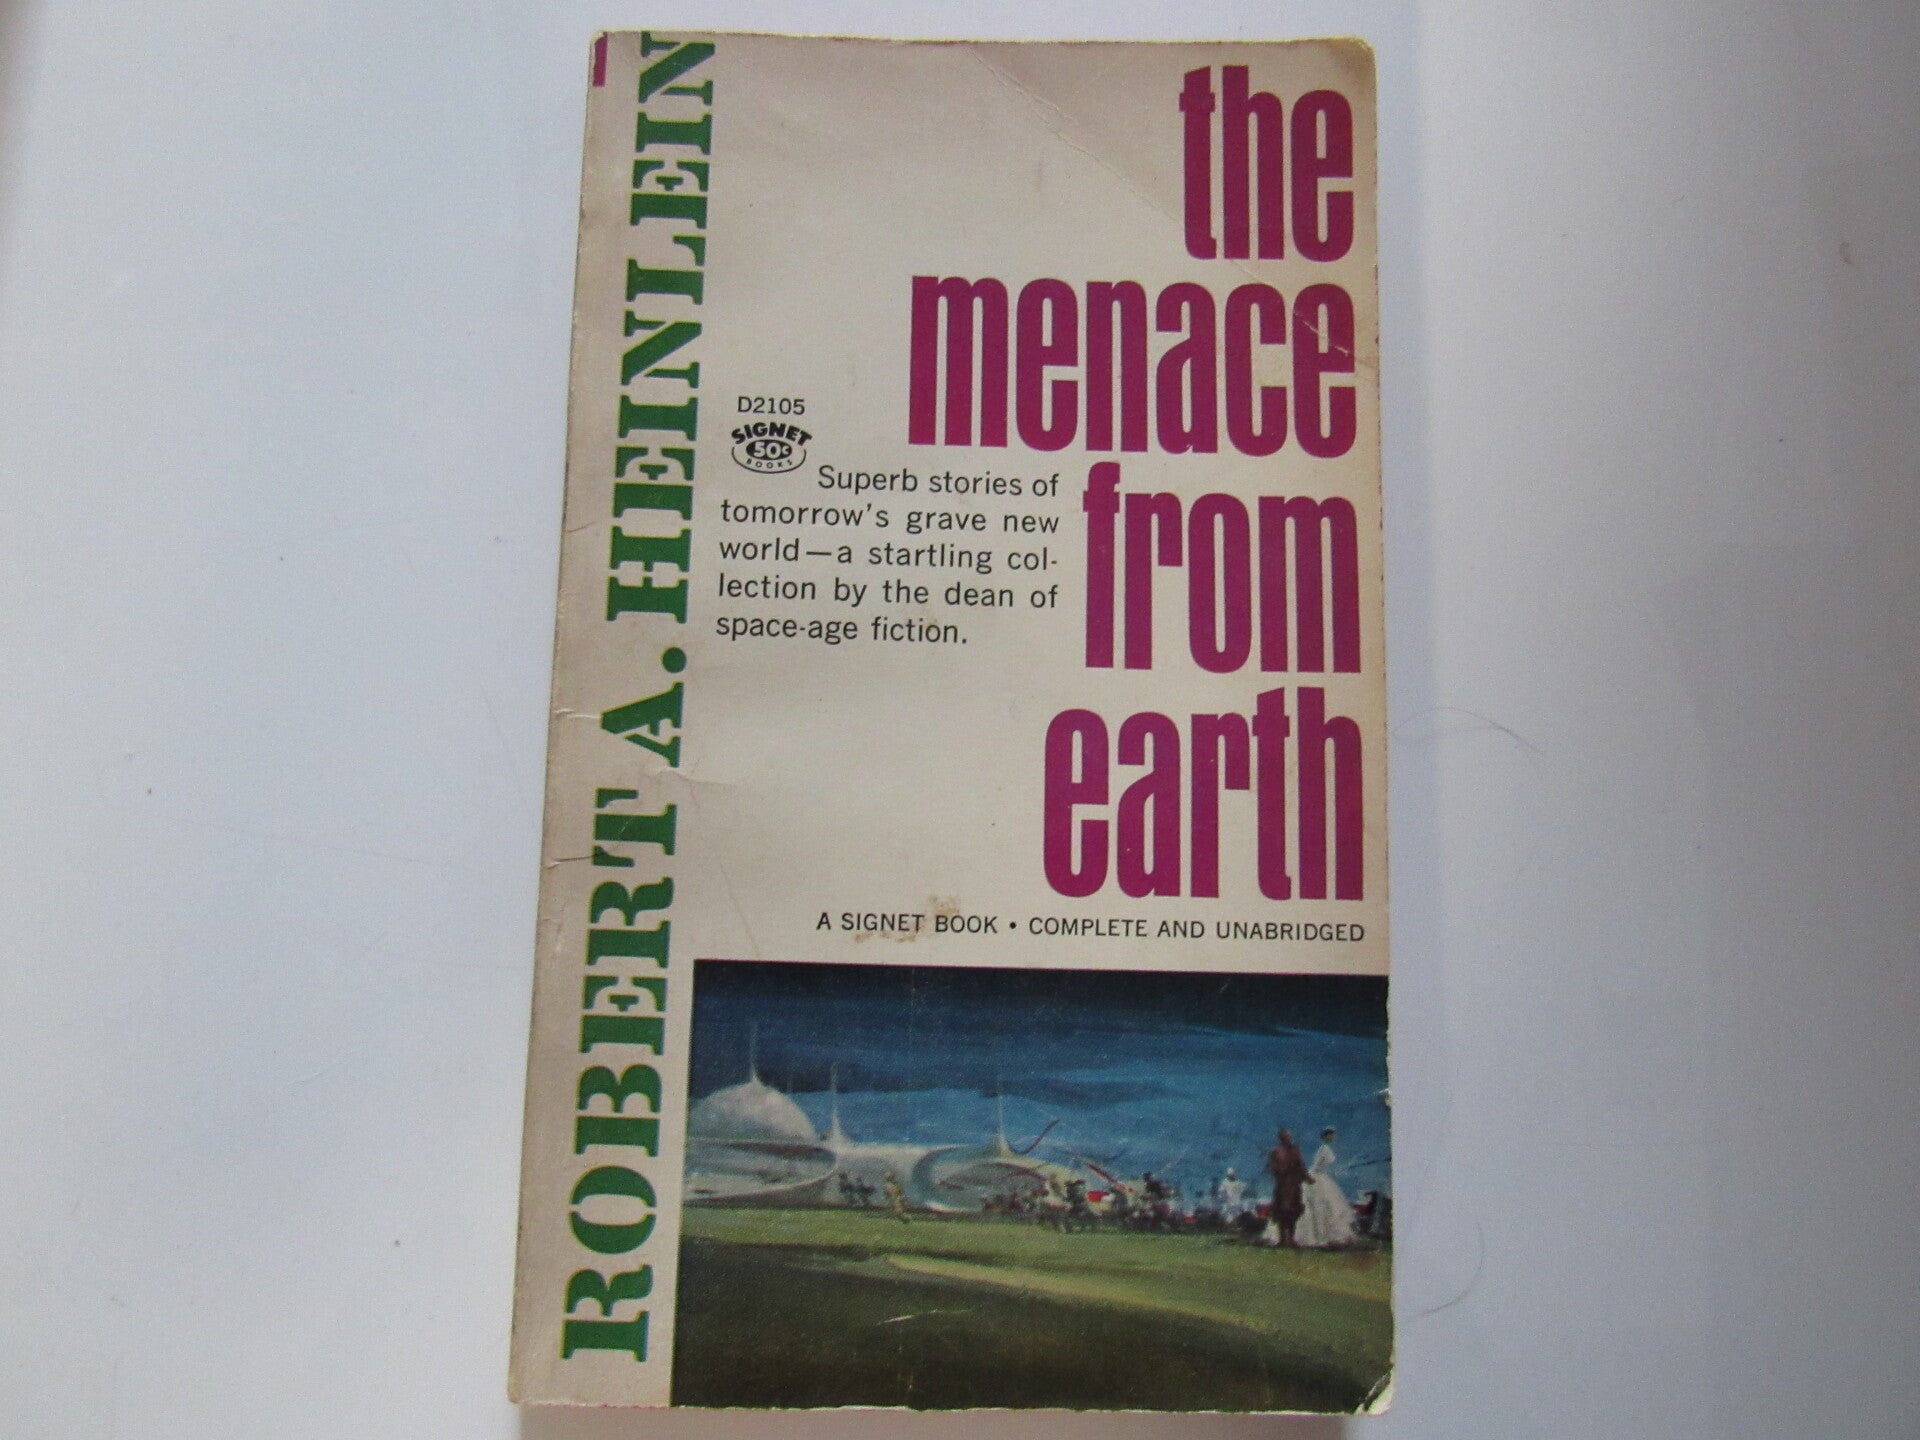 ROBERT A. HEINLEIN
the
menace
from
earth
D2105
SIGNET
50¢
BOOKS
Superb stories of
tomorrow's grave new
world—a startling col-
lection by the dean of
space-age fiction.
A SIGNET BOOK • COMPLETE AND UNABRIDGED